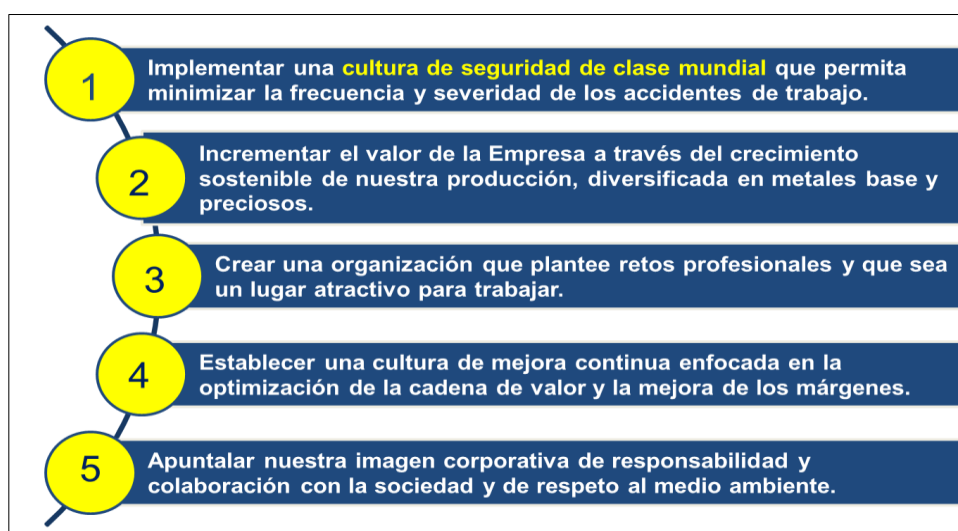 1
Implementar una cultura de seguridad de clase mundial que permita
minimizar la frecuencia y severidad de los accidentes de trabajo.
2
Incrementar el valor de la Empresa a través del crecimiento
sostenible de nuestra producción, diversificada en metales base y
preciosos.
3
Crear una organización que plantee retos profesionales y que sea
un lugar atractivo para trabajar.
4
Establecer una cultura de mejora continua enfocada en la
optimización de la cadena de valor y la mejora de los márgenes.
5
Apuntalar nuestra imagen corporativa de responsabilidad y
colaboración con la sociedad y de respeto al medio ambiente.